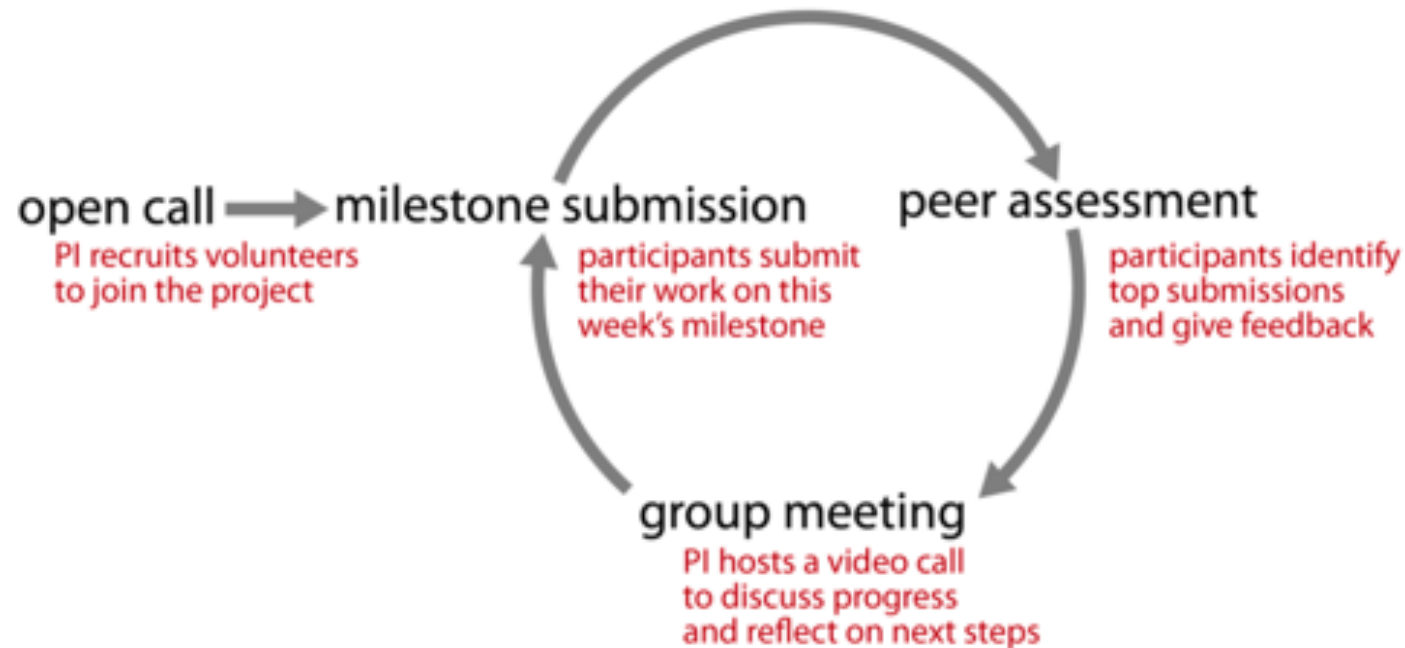 open call
PI recruits volunteers
to join the project
milestone submission
participants submit
their work on this
week's milestone
peer assessment
participants identify
top submissions
and give feedback
group meeting
PI hosts a video call
to discuss progress
and reflect on next steps